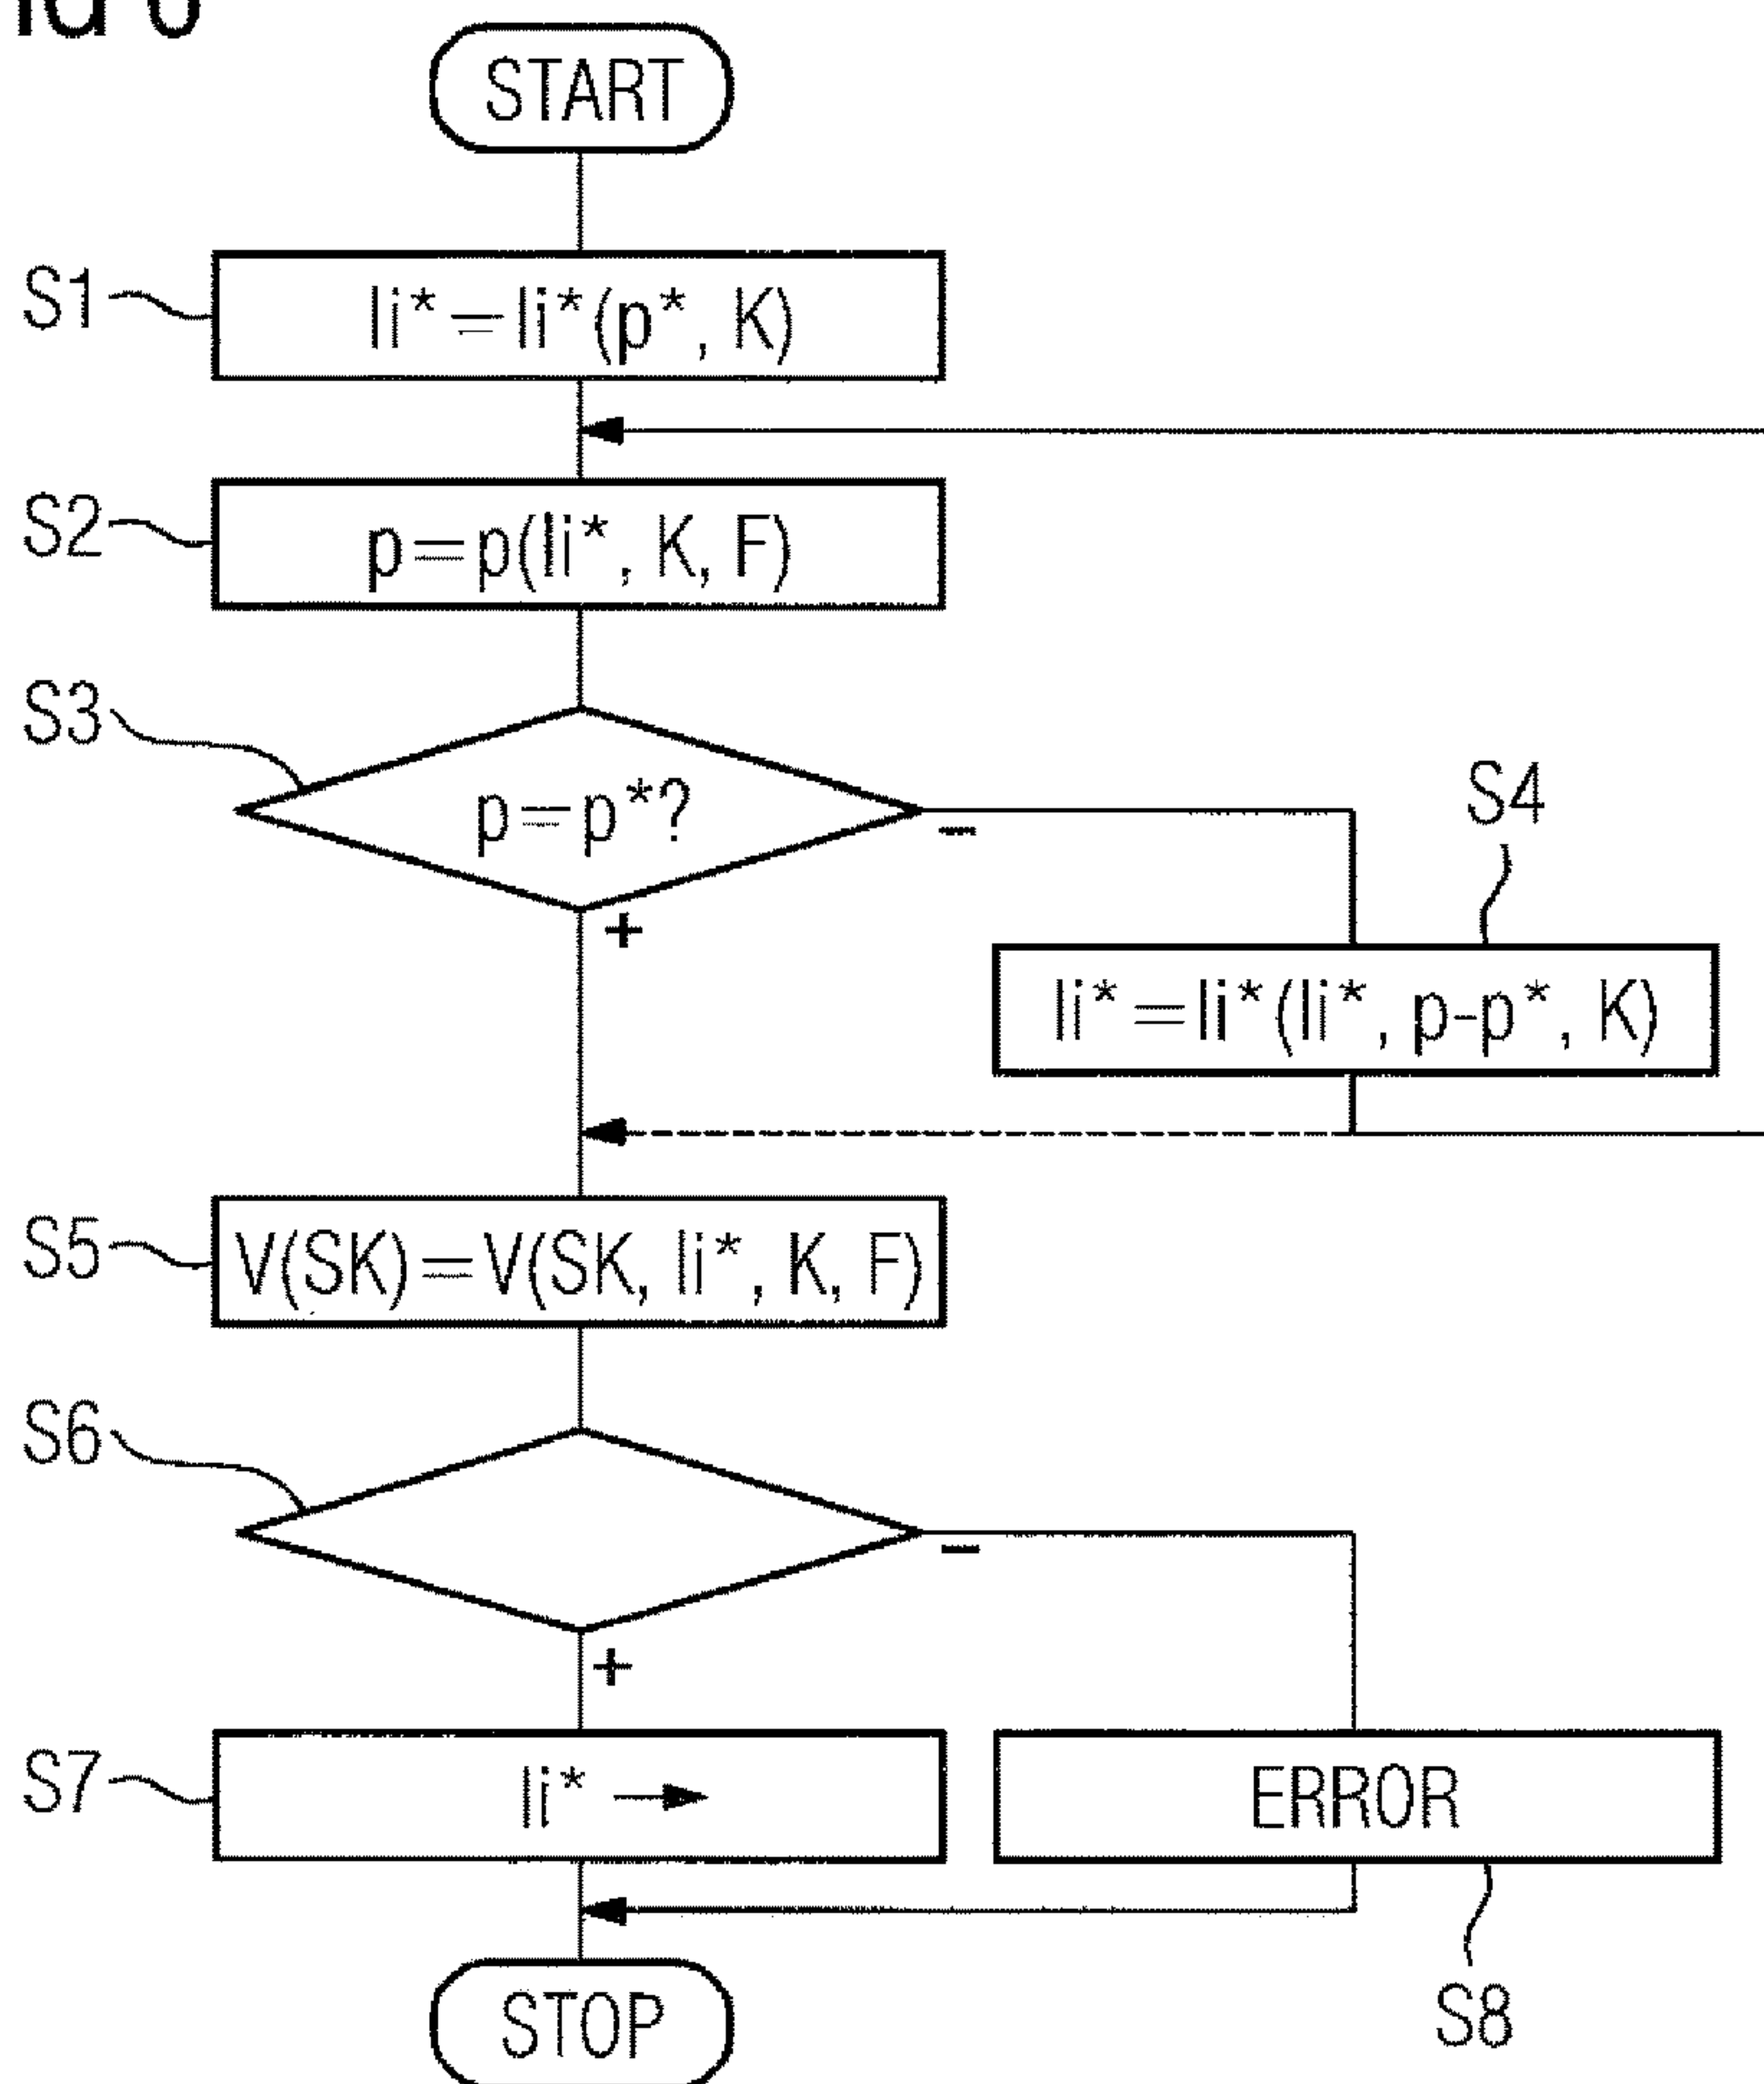 START
S1
li*=li*(p*, K)
S2
p=p(li*, K, F)
S3
p=p*?
-
S4
+
li*=li*(li*, p-p*, K)
S5
V(SK)=V(SK, li*, K, F)
S6
-
+
S7
li*→
ERROR
STOP
S8